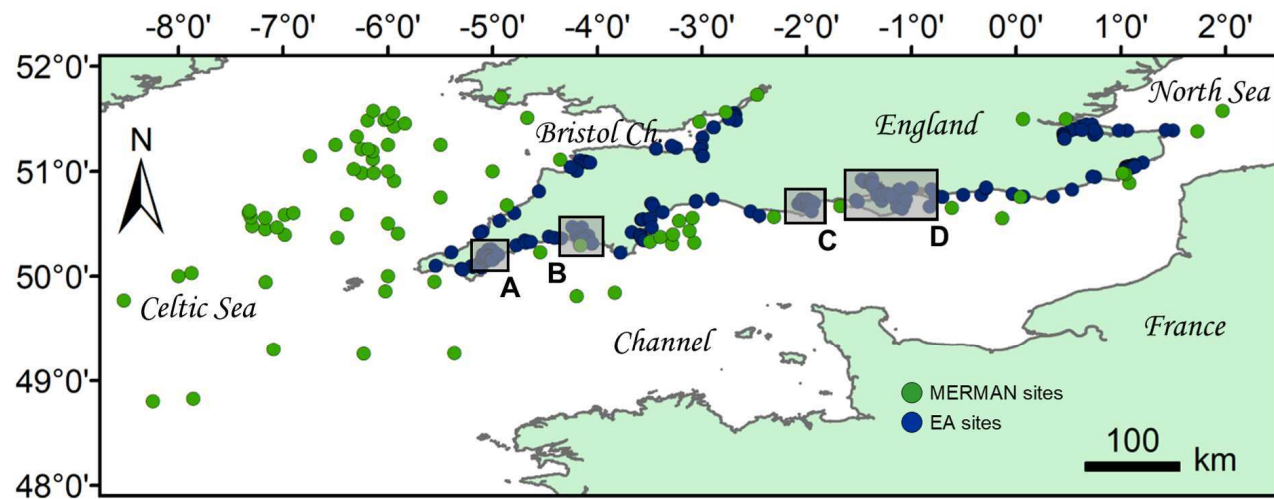 -8°0' -7°0' -6°0' -5°0' -4°0' -3°0' -2°0' -1°0' 0°0' 1°0' 2°0'
52°0'
North Sea
England
Bristol Ch.
N
51°0'
C
D
50°0'
A
B
Celtic Sea
Channel
France
49°0'
MERMAN sites
EA sites
100
km
48°0'